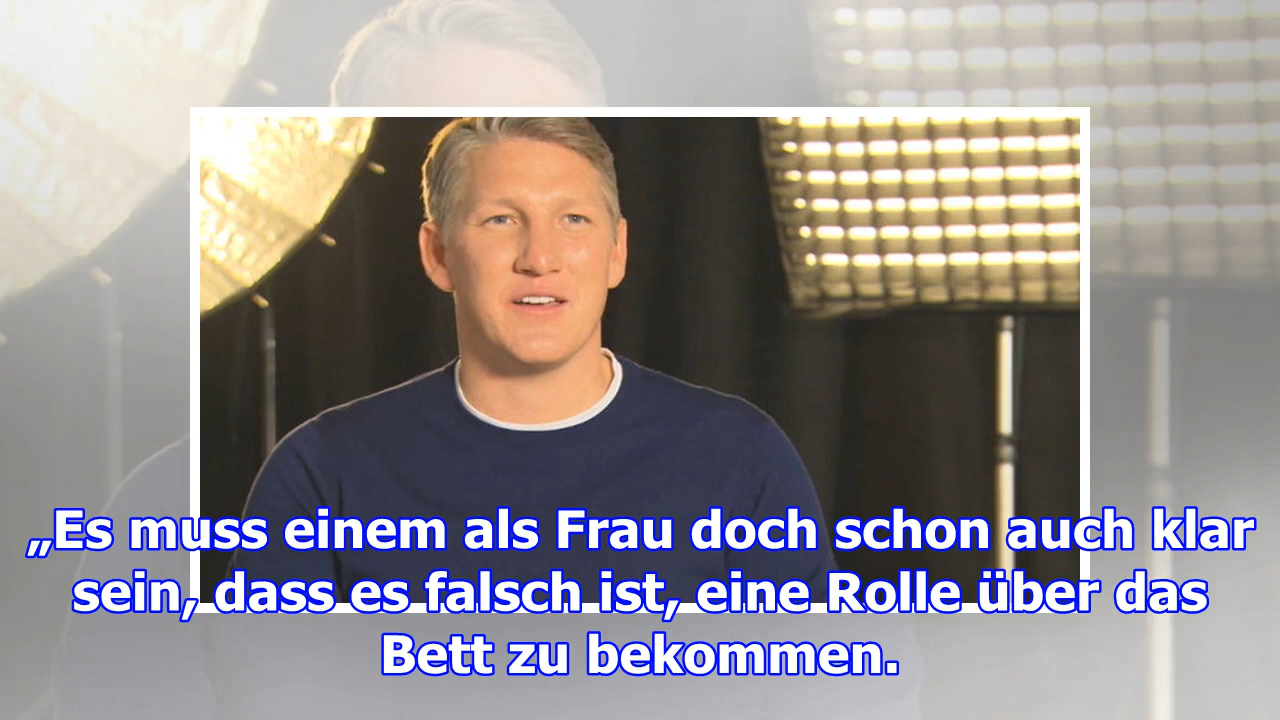 „Es muss einem als Frau doch schon auch klar
sein, dass es falsch ist, eine Rolle über das
Bett zu bekommen.